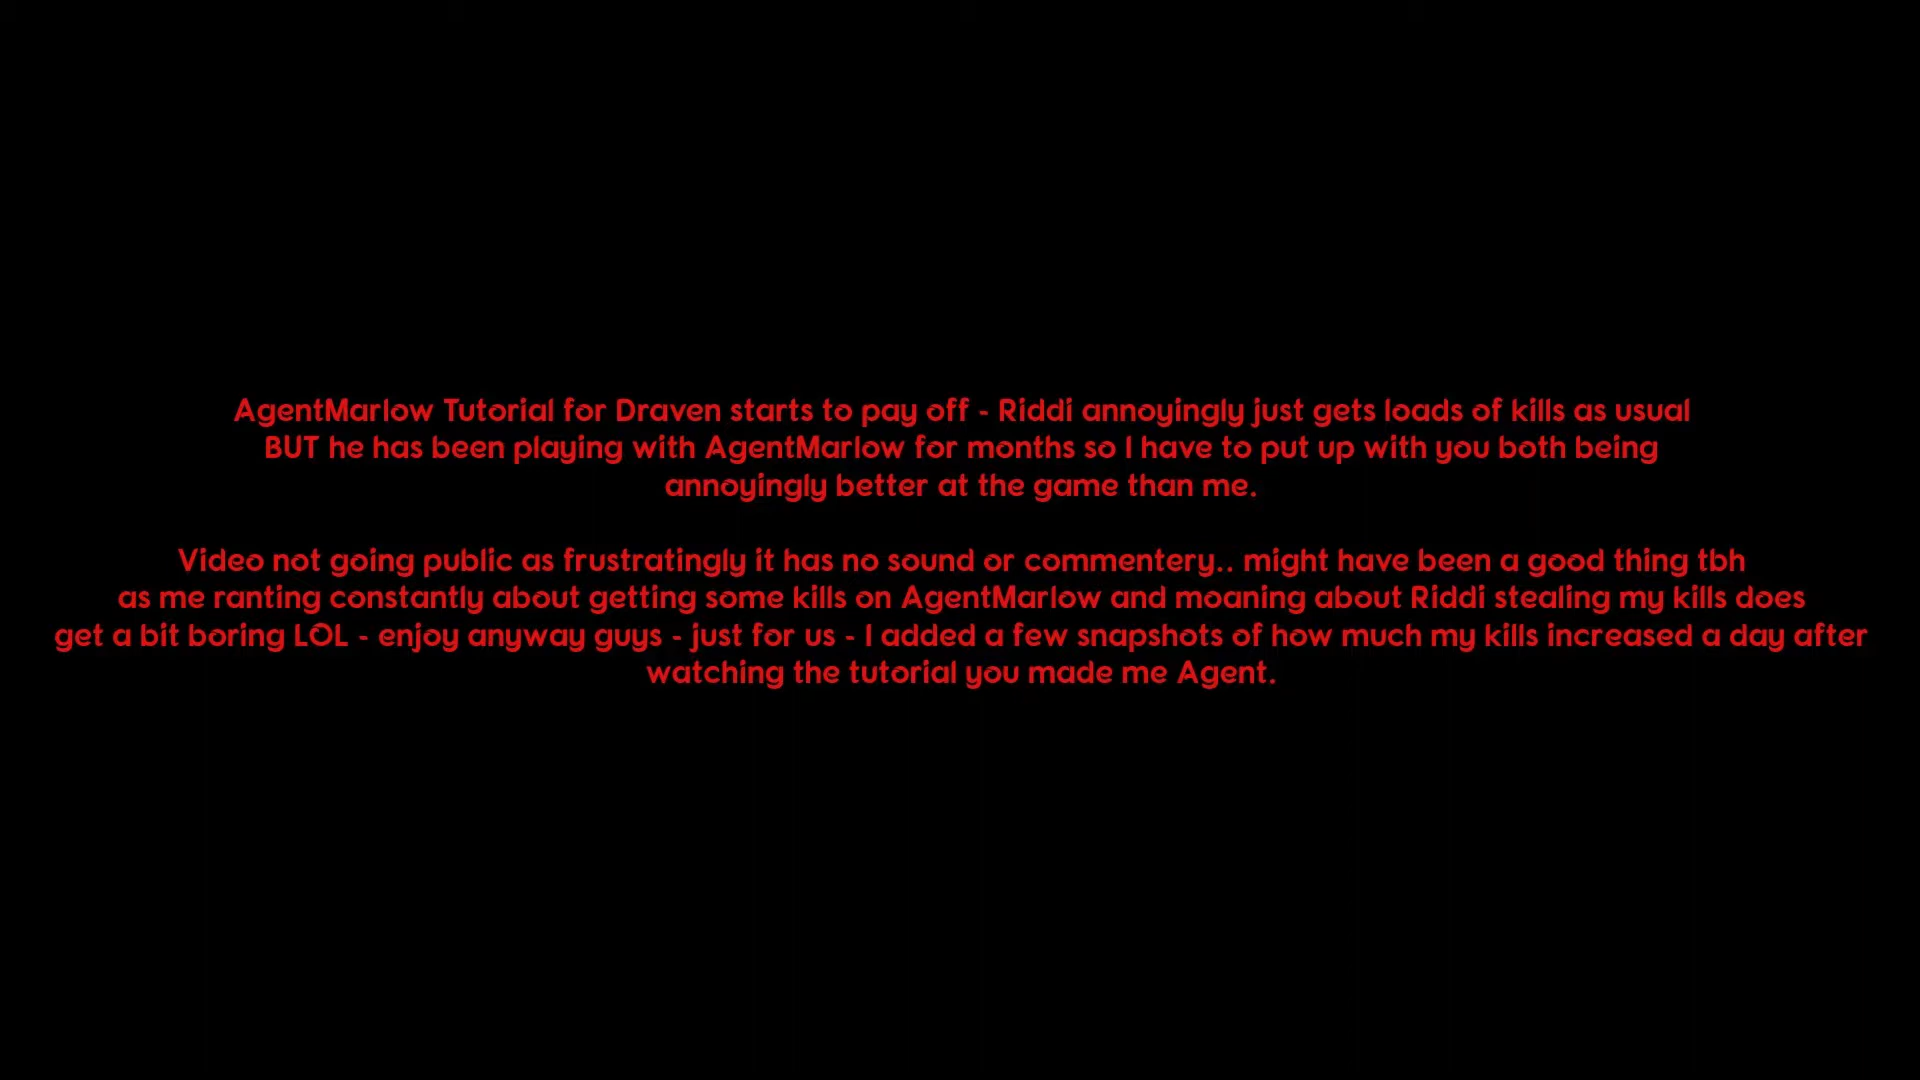 AgentMarlow Tutorial for Draven starts to pay off - Riddi annoyingly just gets loads of kills as usual
BUT he has been playing with AgentMarlow for months so I have to put up with you both being
annoyingly better at the game than me.
Video not going public as frustratingly it has no sound or commentery.. might have been a good thing tbh
as me ranting constantly about getting some kills on AgentMarlow and moaning about Riddi stealing my kills does
get a bit boring LOL - enjoy anyway guys - just for us - I added a few snapshots of how much my kills increased a day after
watching the tutorial you made me Agent.